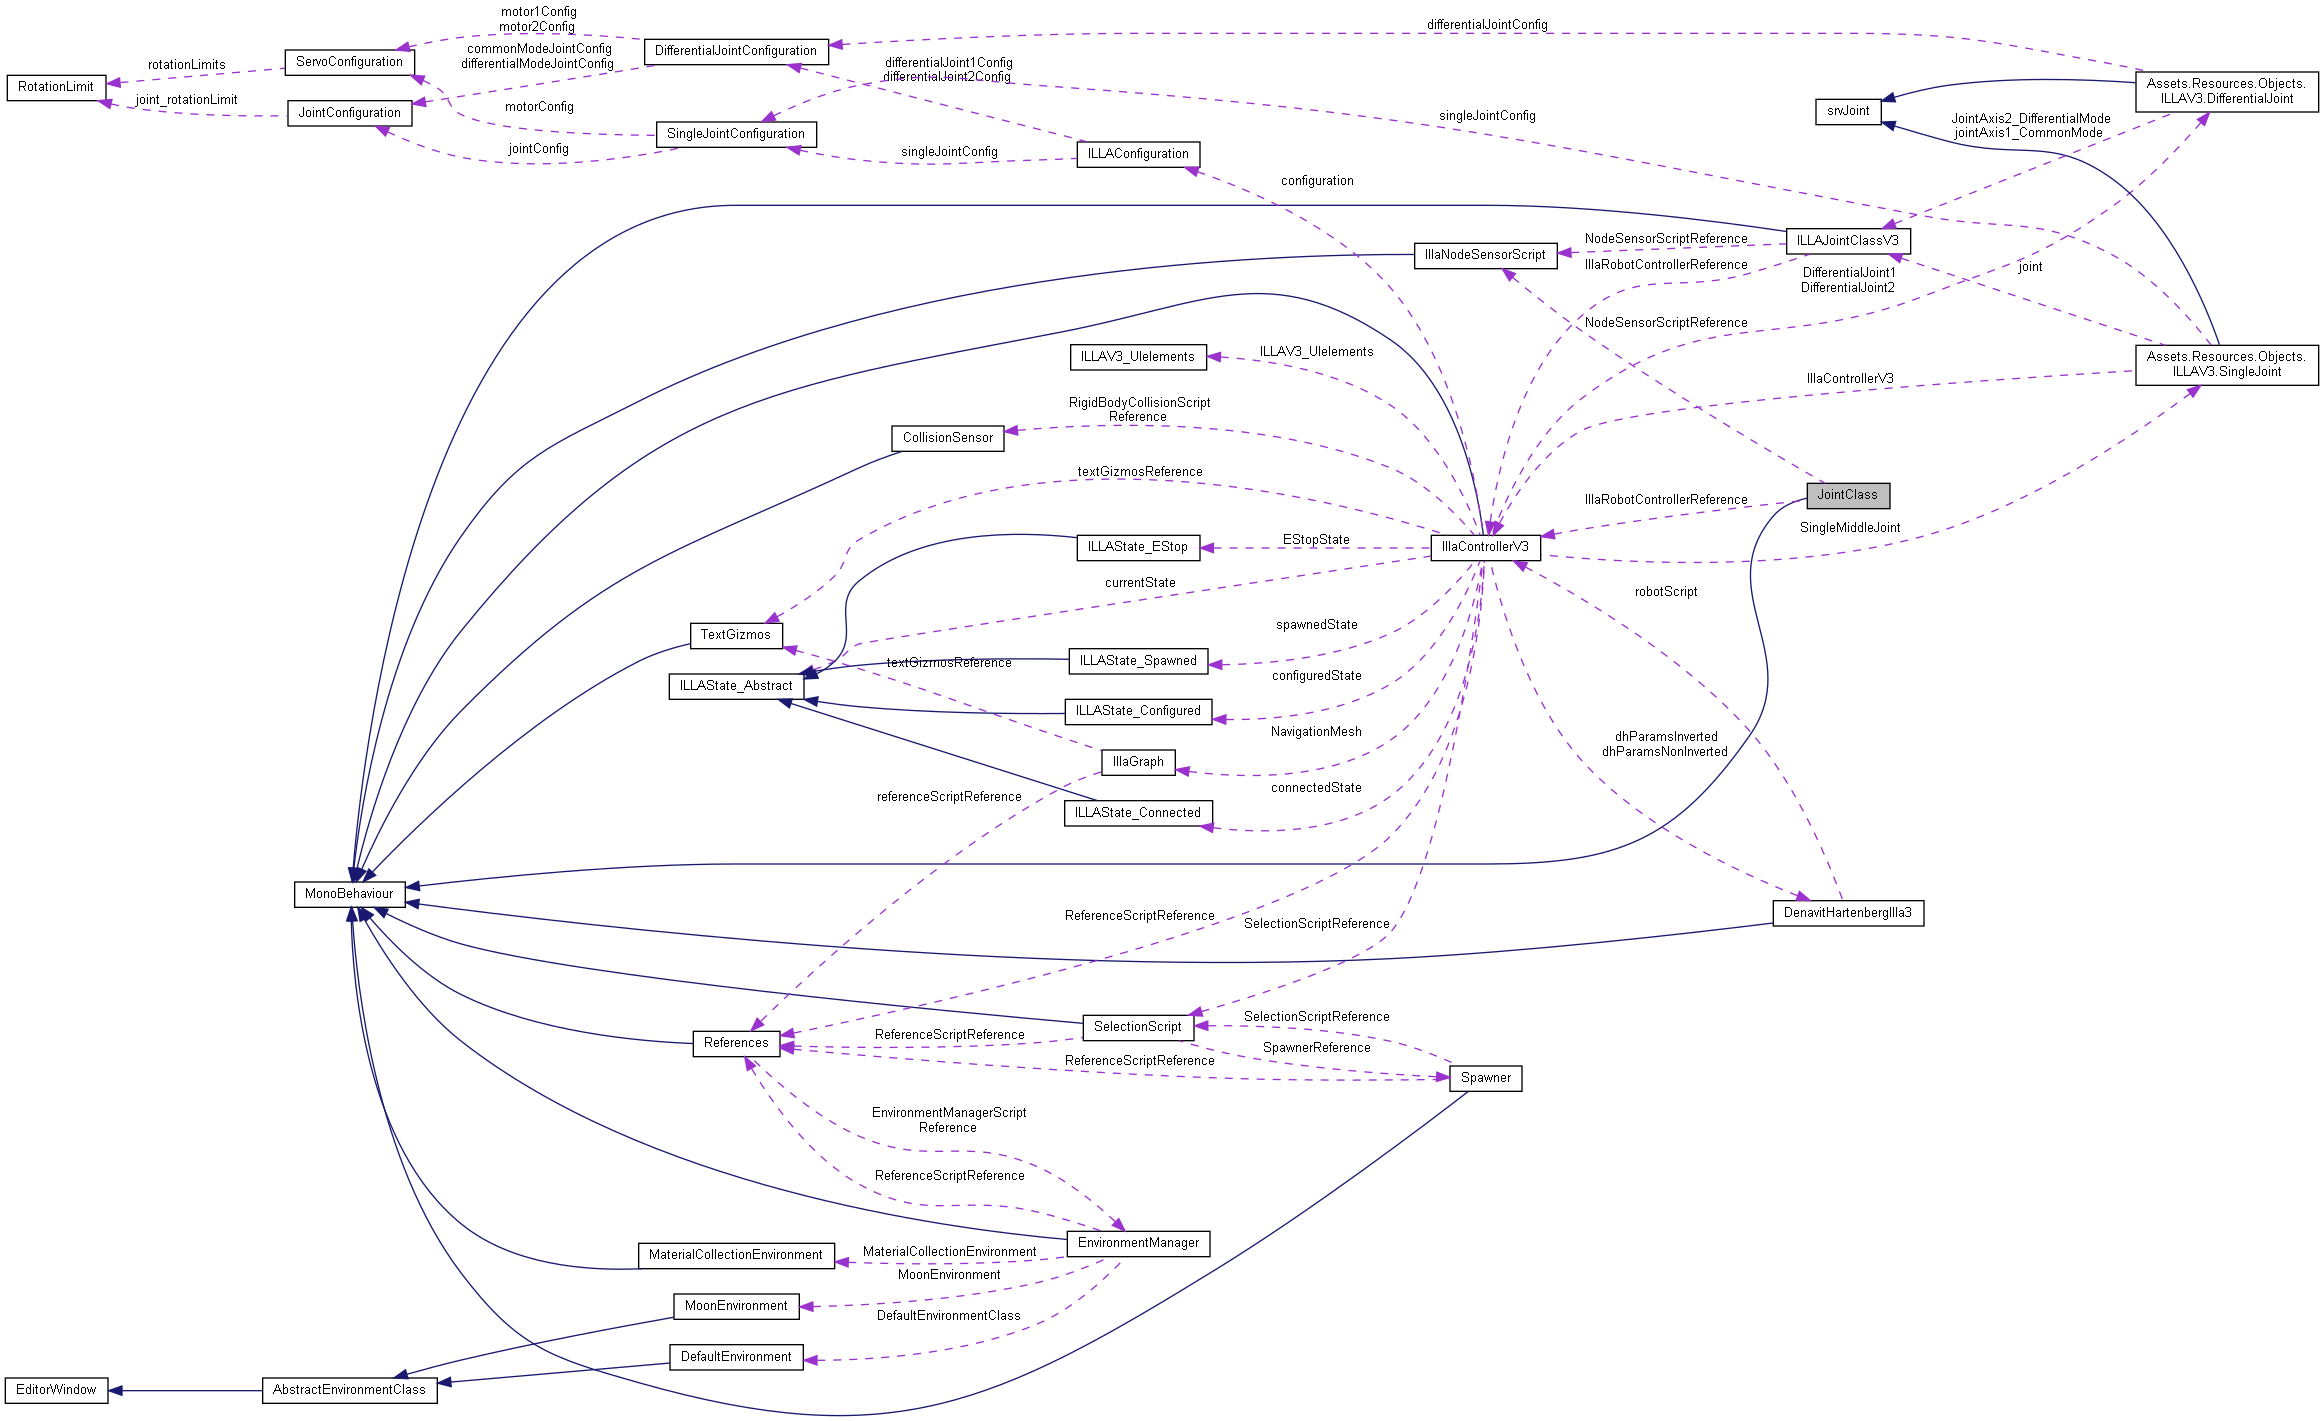 motor1Config
motor2Config
differentialJointConfig
ServoConfiguration
DifferentialJointConfiguration
commonModeJointConfig
differentialModeJointConfig
rotationLimits
differentialJoint1Config
differentialJoint2Config
RotationLimit
Assets.Resources.Objects.
ILLAV3.DifferentialJoint
joint_rotationLimit
JointConfiguration
motorConfig
srvJoint
singleJointConfig
JointAxis2_DifferentialMode
jointAxis1_CommonMode
SingleJointConfiguration
jointConfig
singleJointConfig
ILLAConfiguration
configuration
NodeSensorScriptReference
ILLAJointClassV3
IllaNodeSensorScript
IllaRobotControllerReference
DifferentialJoint1
DifferentialJoint2
joint
NodeSensorScriptReference
ILLAV3_UIelements
ILLAV3_UIelements
Assets.Resources.Objects.
ILLAV3.SingleJoint
IllaControllerV3
RigidBodyCollisionScript
Reference
CollisionSensor
textGizmosReference
JointClass
IllaRobotControllerReference
SingleMiddleJoint
ILLAState_EStop
EStopState
IllaControllerV3
currentState
robotScript
TextGizmos
spawnedState
textGizmosReference
ILLAState_Spawned
configuredState
ILLAState_Abstract
ILLAState_Configured
NavigationMesh
dhParamsInverted
dhParamsNonInverted
IllaGraph
connectedState
referenceScriptReference
ILLAState_Connected
MonoBehaviour
ReferenceScriptReference
SelectionScriptReference
DenavitHartenbergIlla3
SelectionScriptReference
SelectionScript
References
ReferenceScriptReference
SpawnerReference
ReferenceScriptReference
Spawner
EnvironmentManagerScript
Reference
ReferenceScriptReference
EnvironmentManager
MaterialCollectionEnvironment
MaterialCollectionEnvironment
MoonEnvironment
MoonEnvironment
DefaultEnvironmentClass
DefaultEnvironment
EditorWindow
AbstractEnvironmentClass